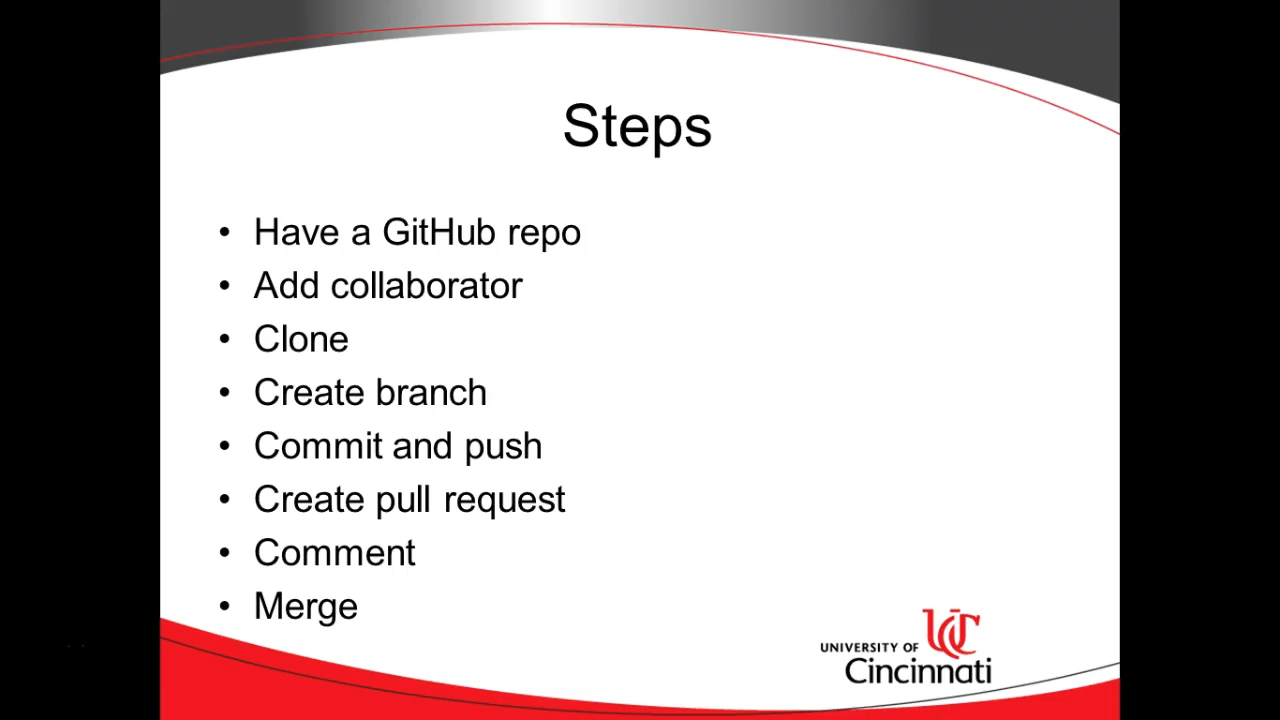 Steps
• Have a GitHub repo
• Add collaborator
• Clone
• Create branch
• Commit and push
• Create pull request
• Comment
• Merge
UC
UNIVERSITY OF
Cincinnati